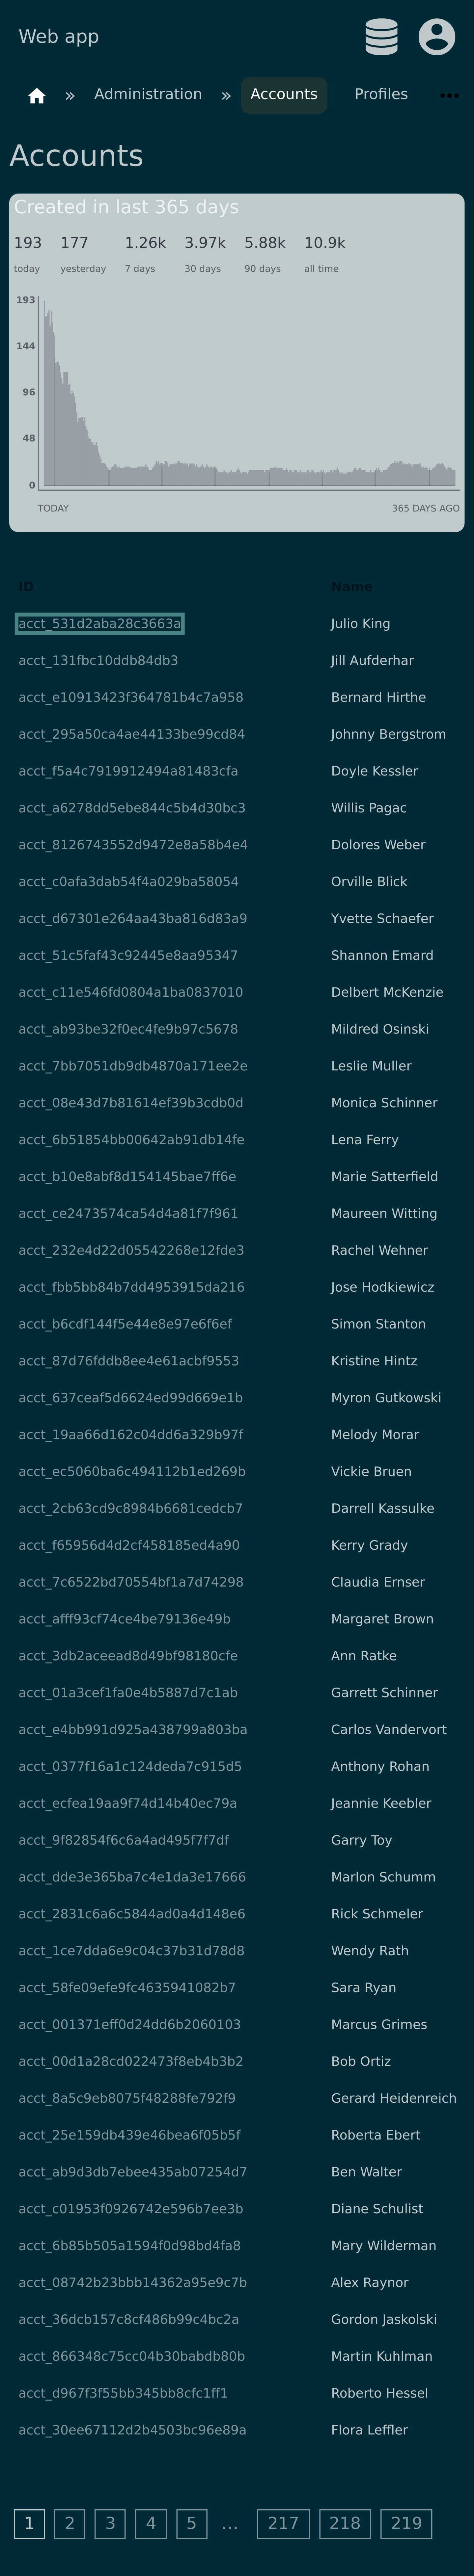 Web app
» Administration » Accounts Profiles •••
Accounts
Created in last 365 days
193 177 1.26k 3.97k 5.88k 10.9k
today yesterday 7 days 30 days 90 days all time
193
144
96
48
0
TODAY 365 DAYS AGO
ID Name
acct_531d2aba28c3663a Julio King
acct_131fbc10ddb84db3 Jill Aufderhar
acct_e10913423f364781b4c7a958 Bernard Hirthe
acct_295a50ca4ae44133be99cd84 Johnny Bergstrom
acct_f5a4c7919912494a81483cfa Doyle Kessler
acct_a6278dd5ebe844c5b4d30bc3 Willis Pagac
acct_8126743552d9472e8a58b4e4 Dolores Weber
acct_c0afa3dab54f4a029ba58054 Orville Blick
acct_d67301e264aa43ba816d83a9 Yvette Schaefer
acct_51c5faf43c92445e8aa95347 Shannon Emard
acct_c11e546fd0804a1ba0837010 Delbert McKenzie
acct_ab93be32f0ec4fe9b97c5678 Mildred Osinski
acct_7bb7051db9db4870a171ee2e Leslie Muller
acct_08e43d7b81614ef39b3cdb0d Monica Schinner
acct_6b51854bb00642ab91db14fe Lena Ferry
acct_b10e8abf8d154145bae7ff6e Marie Satterfield
acct_ce2473574ca54d4a81f7f961 Maureen Witting
acct_232e4d22d05542268e12fde3 Rachel Wehner
acct_fbb5bb84b7dd4953915da216 Jose Hodkiewicz
acct_b6cdf144f5e44e8e97e6f6ef Simon Stanton
acct_87d76fddb8ee4e61acbf9553 Kristine Hintz
acct_637ceaf5d6624ed99d669e1b Myron Gutkowski
acct_19aa66d162c04dd6a329b97f Melody Morar
acct_ec5060ba6c494112b1ed269b Vickie Bruen
acct_2cb63cd9c8984b6681cedcb7 Darrell Kassulke
acct_f65956d4d2cf458185ed4a90 Kerry Grady
acct_7c6522bd70554bf1a7d74298 Claudia Ernser
acct_afff93cf74ce4be79136e49b Margaret Brown
acct_3db2aceead8d49bf98180cfe Ann Ratke
acct_01a3cef1fa0e4b5887d7c1ab Garrett Schinner
acct_e4bb991d925a438799a803ba Carlos Vandervort
acct_0377f16a1c124deda7c915d5 Anthony Rohan
acct_ecfea19aa9f74d14b40ec79a Jeannie Keebler
acct_9f82854f6c6a4ad495f7f7df Garry Toy
acct_dde3e365ba7c4e1da3e17666 Marlon Schumm
acct_2831c6a6c5844ad0a4d148e6 Rick Schmeler
acct_1ce7dda6e9c04c37b31d78d8 Wendy Rath
acct_58fe09efe9fc4635941082b7 Sara Ryan
acct_001371eff0d24dd6b2060103 Marcus Grimes
acct_00d1a28cd022473f8eb4b3b2 Bob Ortiz
acct_8a5c9eb8075f48288fe792f9 Gerard Heidenreich
acct_25e159db439e46bea6f05b5f Roberta Ebert
acct_ab9d3db7ebee435ab07254d7 Ben Walter
acct_c01953f0926742e596b7ee3b Diane Schulist
acct_6b85b505a1594f0d98bd4fa8 Mary Wilderman
acct_08742b23bbb14362a95e9c7b Alex Raynor
acct_36dcb157c8cf486b99c4bc2a Gordon Jaskolski
acct_866348c75cc04b30babdb80b Martin Kuhlman
acct_d967f3f55bb345bb8cfc1ff1 Roberto Hessel
acct_30ee67112d2b4503bc96e89a Flora Leffler
1 2 3 4 5 … 217 218 219